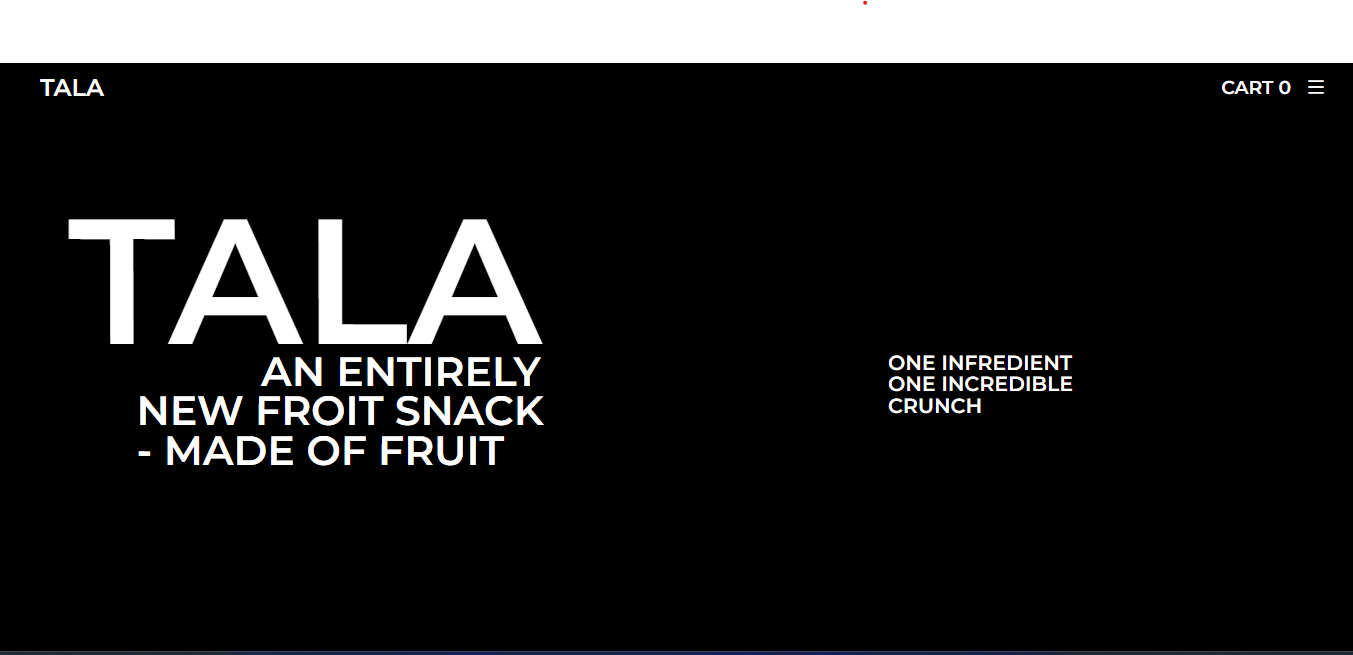 TALA
CART 0
TALA
AN ENTIRELY
NEW FROIT SNACK
- MADE OF FRUIT
ONE INFREDIENT
ONE INCREDIBLE
CRUNCH